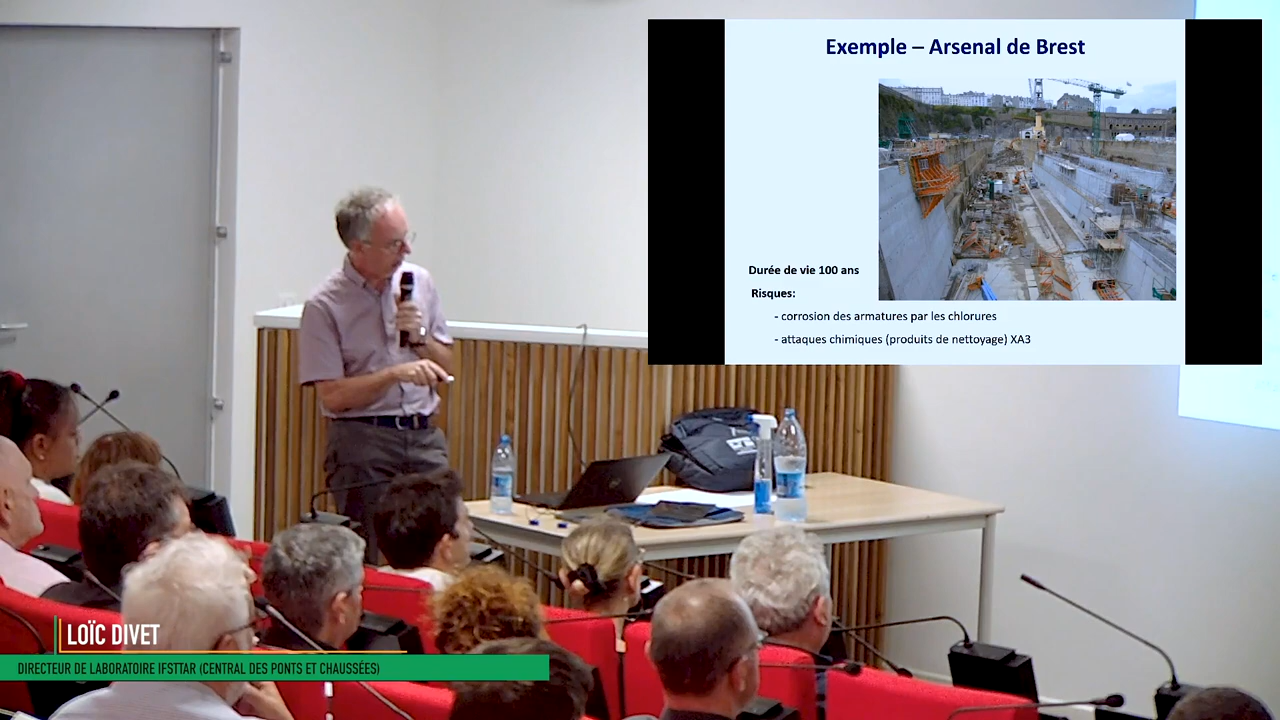 Exemple – Arsenal de Brest
Durée de vie 100 ans
Risques:
- corrosion des armatures par les chlorures
- attaques chimiques (produits de nettoyage) XA3
LOÏC DIVET
DIRECTEUR DE LABORATOIRE IFSTTAR (CENTRAL DES PONTS ET CHAUSSÉES)